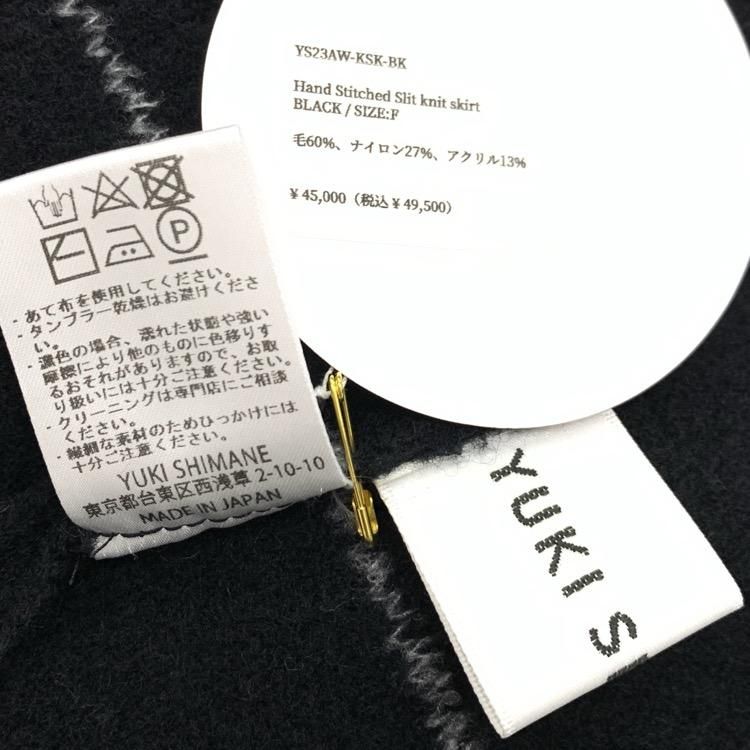 YS23AW-KSK-BK
Hand Stitched Slit knit skirt
BLACK / SIZE:F
毛60%、ナイロン27%、アクリル13%
¥ 45,000（税込 ¥ 49,500）
P
- あて布を使用してください。
- タンブラー乾燥はお避けくださ
い。
- 濃色の場合、濡れた状態や強い
摩擦により他のものに色移りす
るおそれがありますので、お取
り扱いには十分ご注意ください。
- クリーニングは専門店にご相談
ください。
- 繊細な素材のためひっかけには
十分ご注意ください。
YUKI SHIMANE
東京都台東区西浅草 2-10-10
MADE IN JAPAN
YUKI S